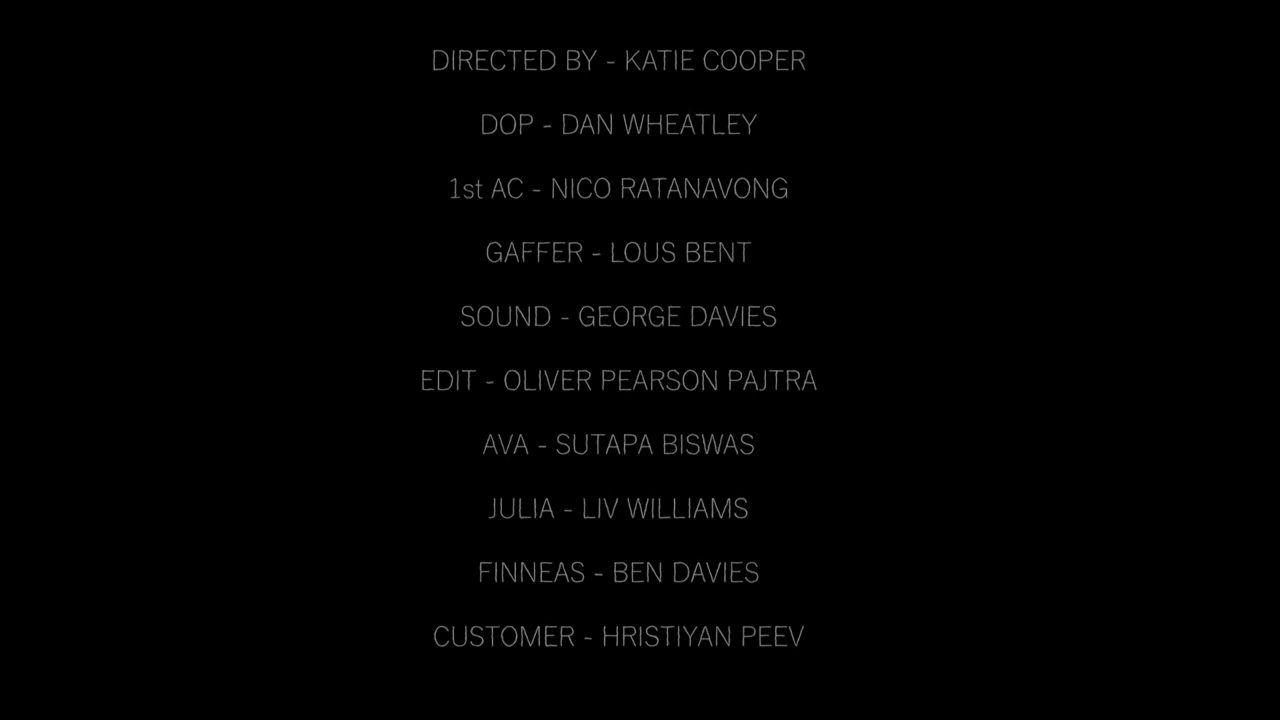 DIRECTED BY - KATIE COOPER
DOP - DAN WHEATLEY
1st AC - NICO RATANAVONG
GAFFER - LOUS BENT
SOUND - GEORGE DAVIES
EDIT - OLIVER PEARSON PAJTRA
AVA - SUTAPA BISWAS
JULIA - LIV WILLIAMS
FINNEAS - BEN DAVIES
CUSTOMER - HRISTIYAN PEEV